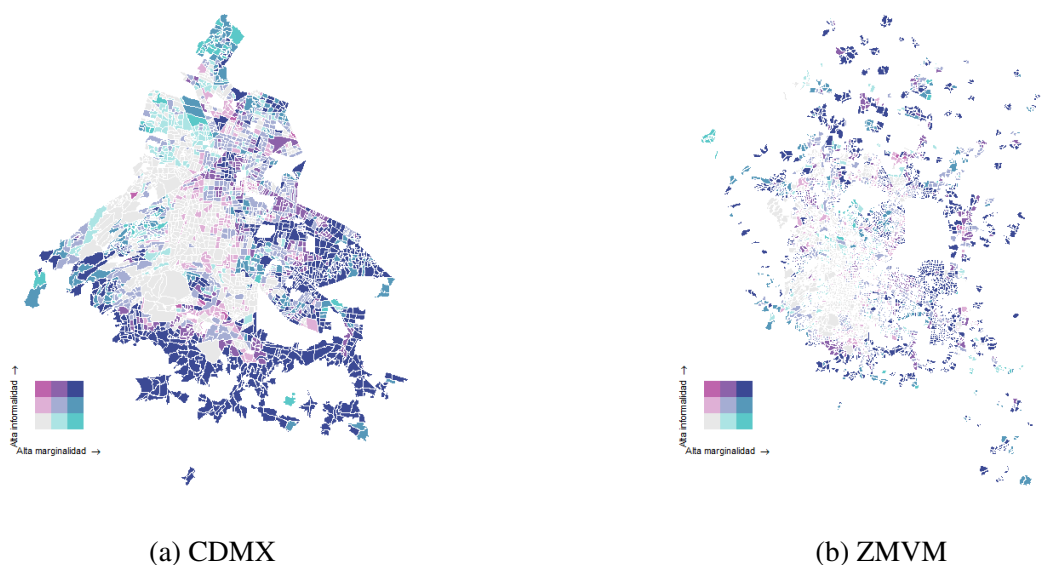 Alta informalidad →
Alta marginalidad →
Alta informalidad →
Alta marginalidad →
(a) CDMX
(b) ZMVM